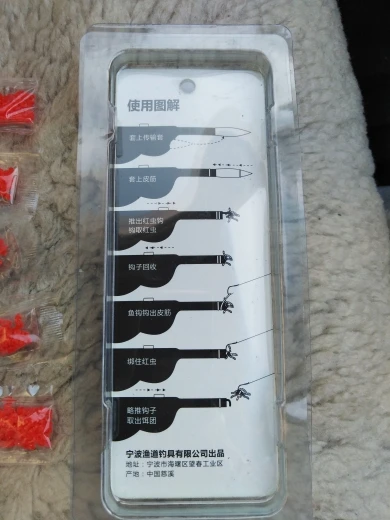 使用图解
套上传输套
套上皮筋
推出红虫钩
钩取红虫
钩子回收
鱼钩钩出皮筋
绑住红虫
略推钩子
取出饵团
宁波渔道钓具有限公司出品
地址:宁波市海曙区望春工业区
产地:中国慈溪